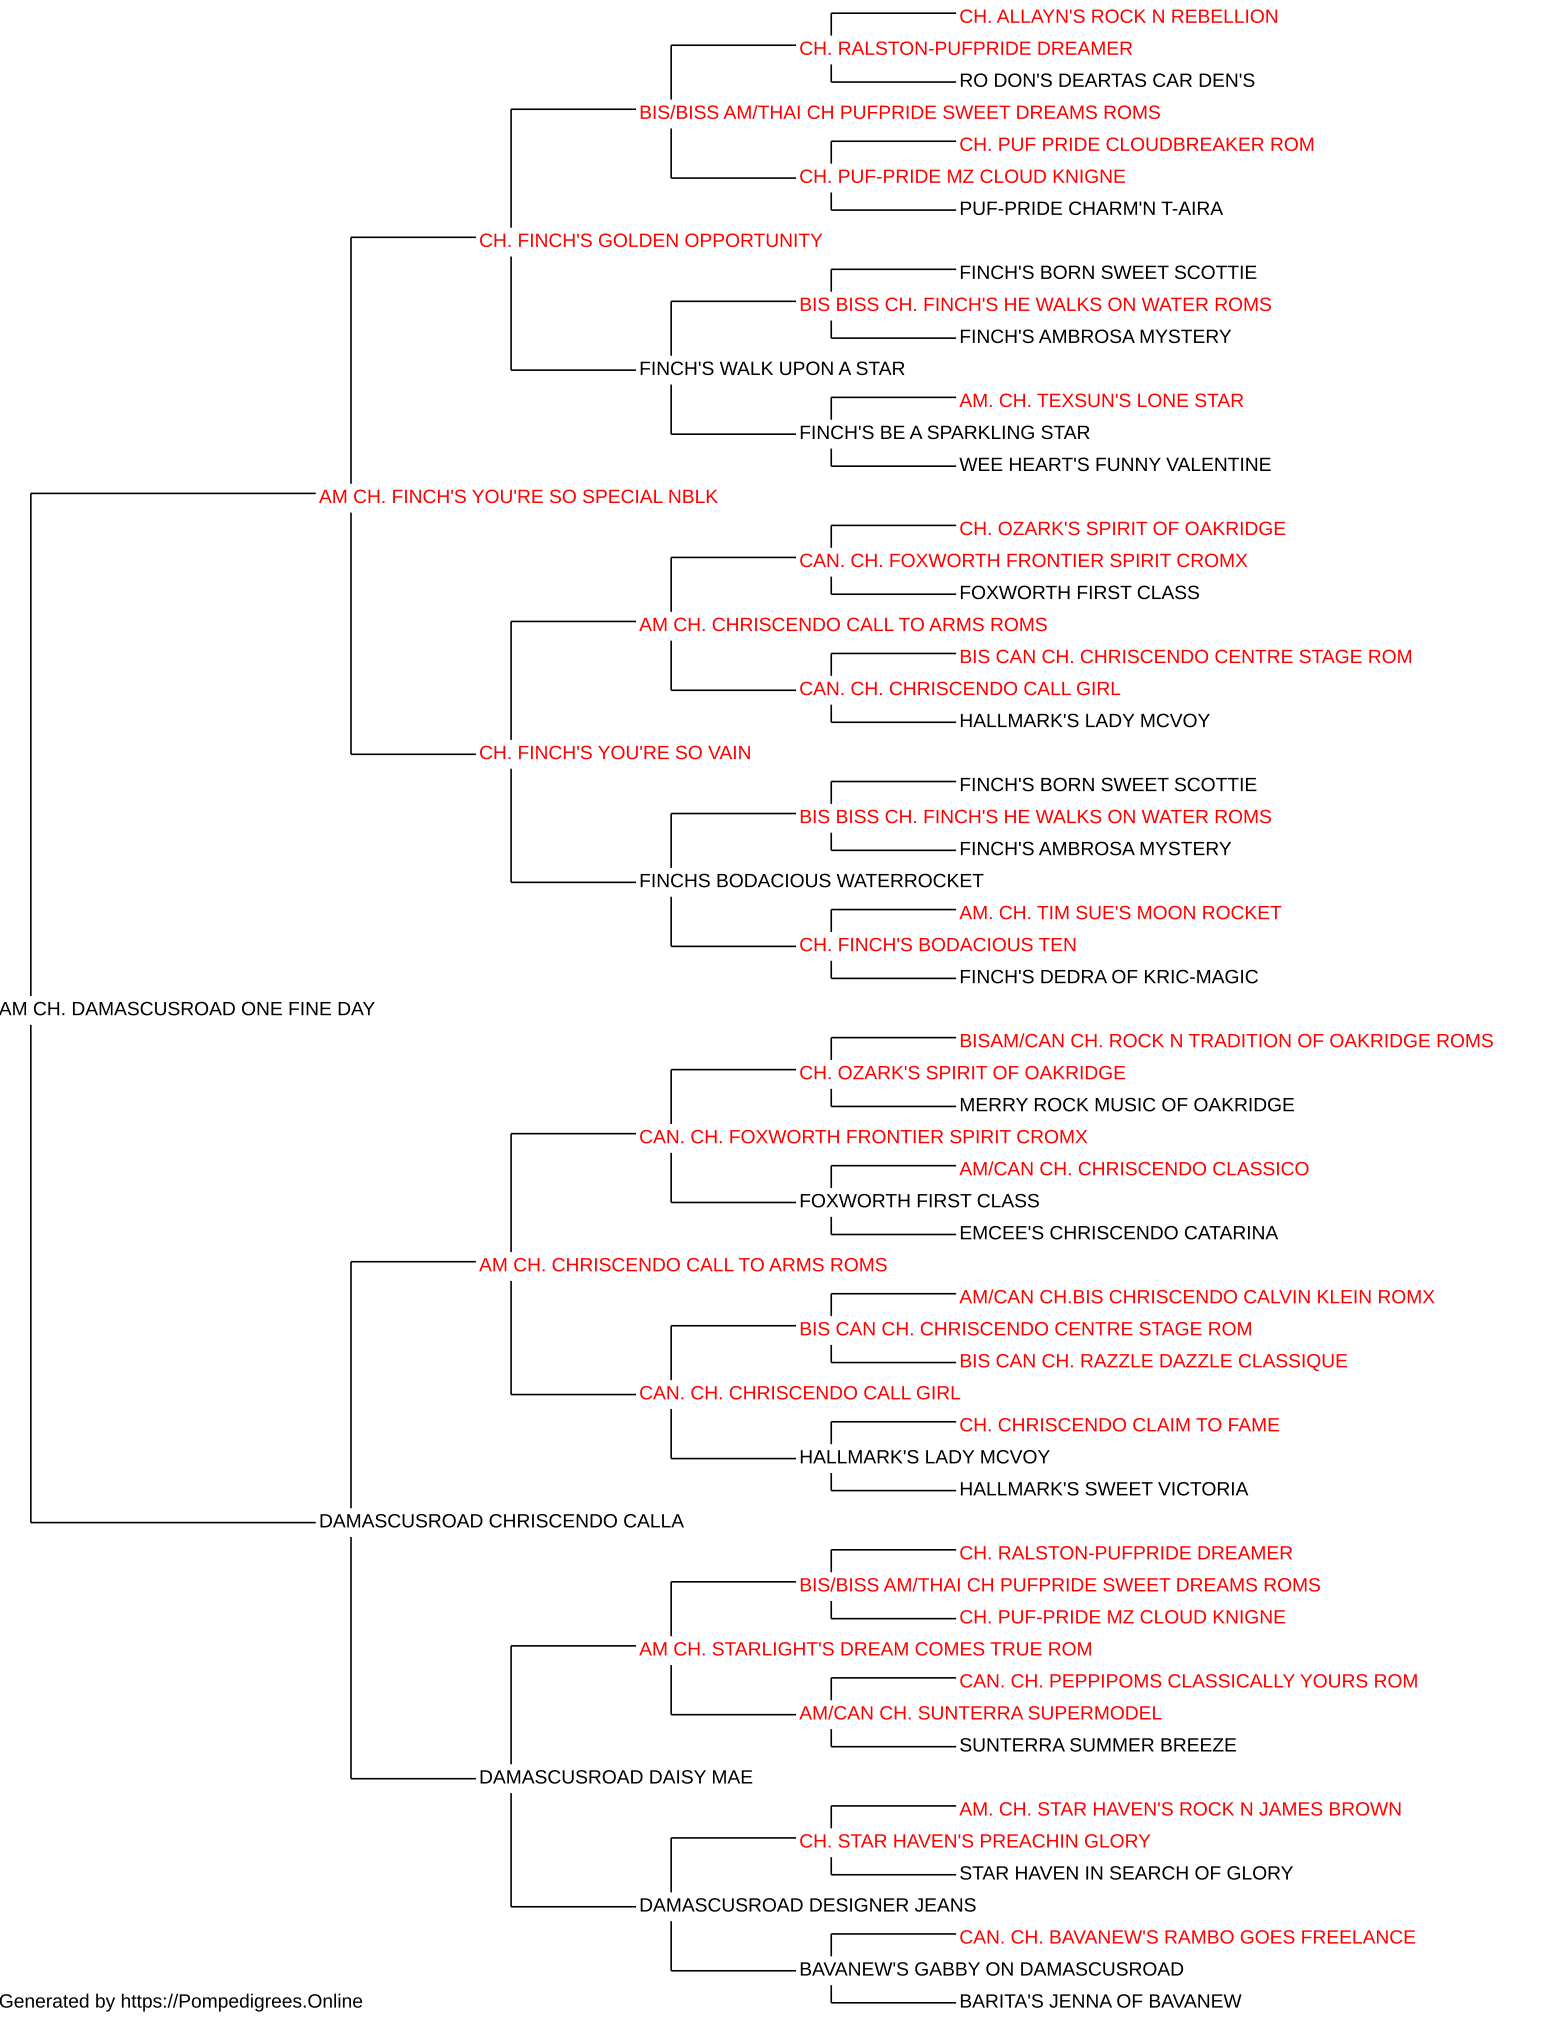 CH. ALLAYN'S ROCK N REBELLION
CH. RALSTON-PUFPRIDE DREAMER
RO DON'S DEARTAS CAR DEN'S
BIS/BISS AM/THAI CH PUFPRIDE SWEET DREAMS ROMS
CH. PUF PRIDE CLOUDBREAKER ROM
CH. PUF-PRIDE MZ CLOUD KNIGNE
PUF-PRIDE CHARM'N T-AIRA
CH. FINCH'S GOLDEN OPPORTUNITY
FINCH'S BORN SWEET SCOTTIE
BIS BISS CH. FINCH'S HE WALKS ON WATER ROMS
FINCH'S AMBROSA MYSTERY
FINCH'S WALK UPON A STAR
AM. CH. TEXSUN'S LONE STAR
FINCH'S BE A SPARKLING STAR
WEE HEART'S FUNNY VALENTINE
AM CH. FINCH'S YOU'RE SO SPECIAL NBLK
CH. OZARK'S SPIRIT OF OAKRIDGE
CAN. CH. FOXWORTH FRONTIER SPIRIT CROMX
FOXWORTH FIRST CLASS
AM CH. CHRISCENDO CALL TO ARMS ROMS
BIS CAN CH. CHRISCENDO CENTRE STAGE ROM
CAN. CH. CHRISCENDO CALL GIRL
HALLMARK'S LADY MCVOY
CH. FINCH'S YOU'RE SO VAIN
FINCH'S BORN SWEET SCOTTIE
BIS BISS CH. FINCH'S HE WALKS ON WATER ROMS
FINCH'S AMBROSA MYSTERY
FINCHS BODACIOUS WATERROCKET
AM. CH. TIM SUE'S MOON ROCKET
CH. FINCH'S BODACIOUS TEN
FINCH'S DEDRA OF KRIC-MAGIC
AM CH. DAMASCUSROAD ONE FINE DAY
BISAM/CAN CH. ROCK N TRADITION OF OAKRIDGE ROMS
CH. OZARK'S SPIRIT OF OAKRIDGE
MERRY ROCK MUSIC OF OAKRIDGE
CAN. CH. FOXWORTH FRONTIER SPIRIT CROMX
AM/CAN CH. CHRISCENDO CLASSICO
FOXWORTH FIRST CLASS
EMCEE'S CHRISCENDO CATARINA
AM CH. CHRISCENDO CALL TO ARMS ROMS
AM/CAN CH.BIS CHRISCENDO CALVIN KLEIN ROMX
BIS CAN CH. CHRISCENDO CENTRE STAGE ROM
BIS CAN CH. RAZZLE DAZZLE CLASSIQUE
CAN. CH. CHRISCENDO CALL GIRL
CH. CHRISCENDO CLAIM TO FAME
HALLMARK'S LADY MCVOY
HALLMARK'S SWEET VICTORIA
DAMASCUSROAD CHRISCENDO CALLA
CH. RALSTON-PUFPRIDE DREAMER
BIS/BISS AM/THAI CH PUFPRIDE SWEET DREAMS ROMS
CH. PUF-PRIDE MZ CLOUD KNIGNE
AM CH. STARLIGHT'S DREAM COMES TRUE ROM
CAN. CH. PEPPIPOMS CLASSICALLY YOURS ROM
AM/CAN CH. SUNTERRA SUPERMODEL
SUNTERRA SUMMER BREEZE
DAMASCUSROAD DAISY MAE
AM. CH. STAR HAVEN'S ROCK N JAMES BROWN
CH. STAR HAVEN'S PREACHIN GLORY
STAR HAVEN IN SEARCH OF GLORY
DAMASCUSROAD DESIGNER JEANS
CAN. CH. BAVANEW'S RAMBO GOES FREELANCE
BAVANEW'S GABBY ON DAMASCUSROAD
BARITA'S JENNA OF BAVANEW
Generated by https://Pompedigrees.Online